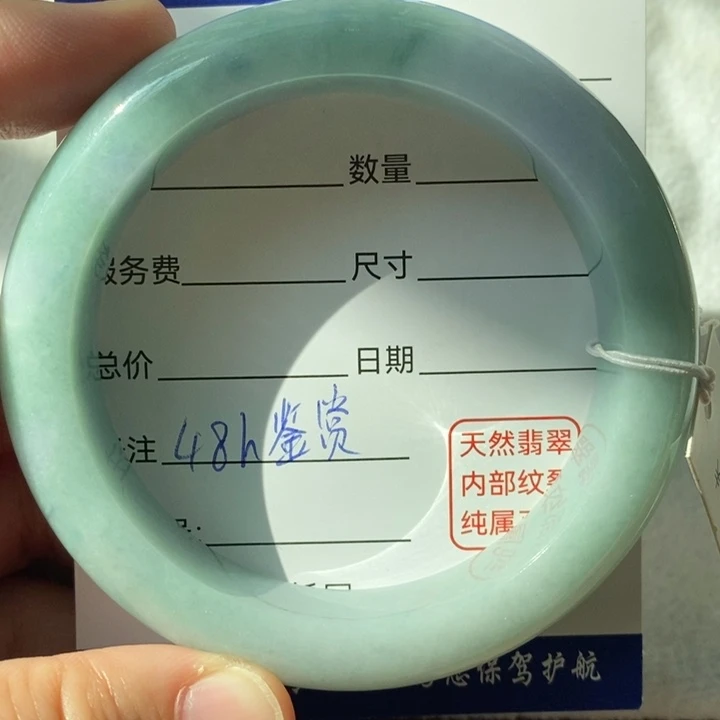 数量
服务费 尺寸
总价 日期
注 48h鉴赏
天然翡翠
内部纹
纯属
保驾护航